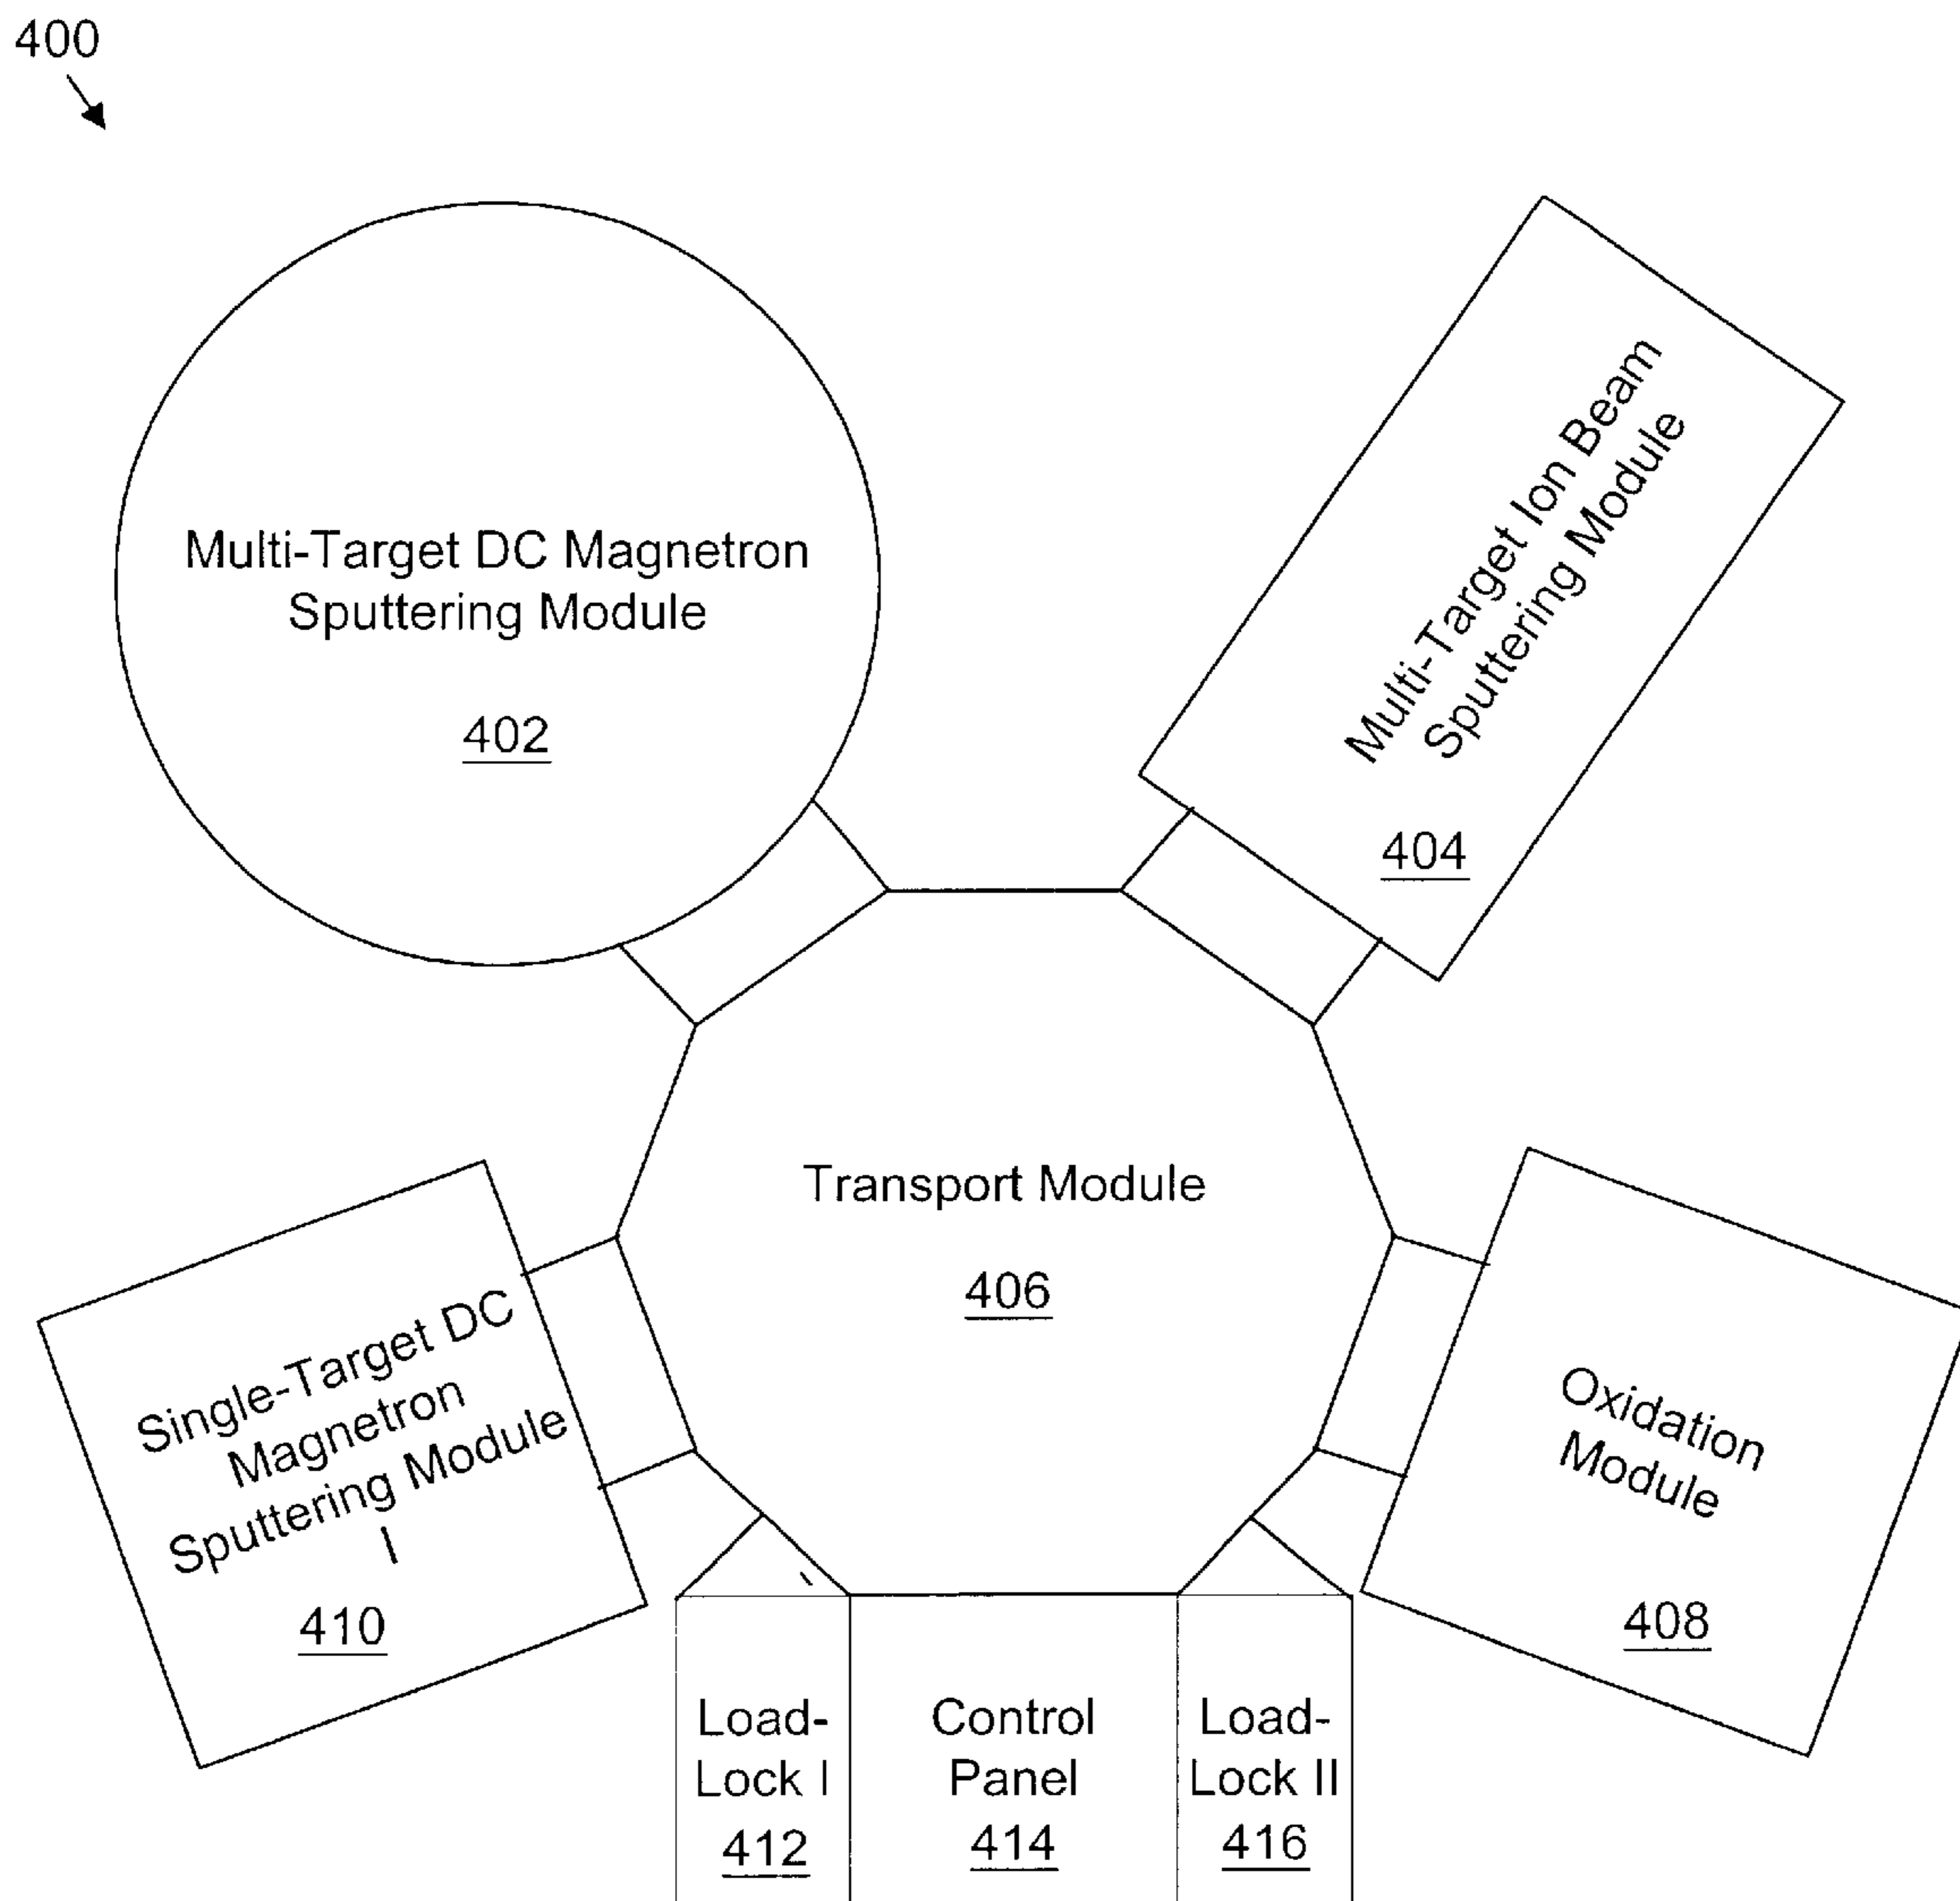 400
Multi-Target DC Magnetron
Sputtering Module
402
Multi-Target Ion Beam
Sputtering Module
404
Transport Module
406
Single-Target DC
Magnetron
Sputtering Module
I
410
Oxidation
Module
408
Load-
Lock I
412
Control
Panel
414
Load-
Lock II
416